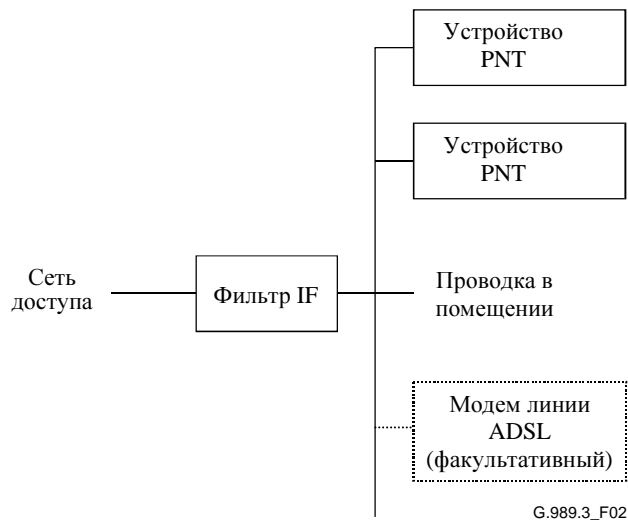 Устройство
PNT
Устройство
PNT
Сеть
доступа
Фильтр IF
Проводка в
помещении
Модем линии
ADSL
(факультативный)
G.989.3_F02